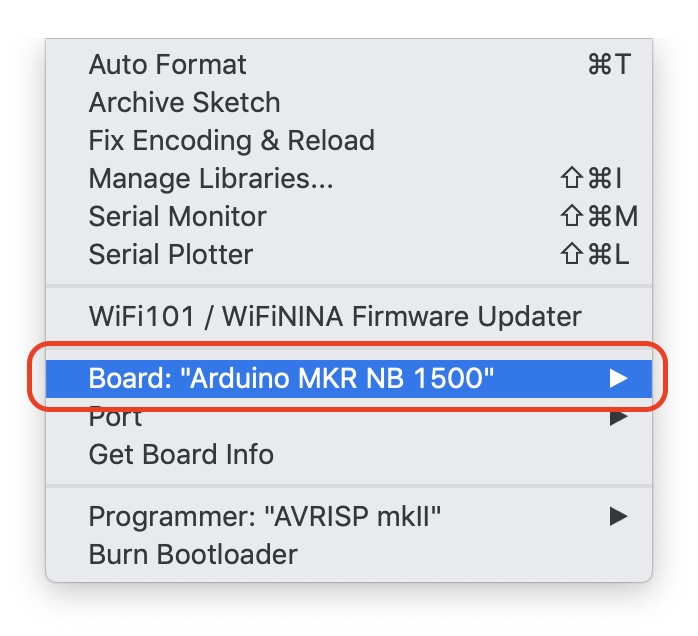 Auto Format ⌘T
Archive Sketch
Fix Encoding & Reload
Manage Libraries... ⇧⌘I
Serial Monitor ⇧⌘M
Serial Plotter ⇧⌘L
WiFi101 / WiFiNINA Firmware Updater
Board: "Arduino MKR NB 1500" ▶
Port ▶
Get Board Info
Programmer: "AVRISP mkII" ▶
Burn Bootloader